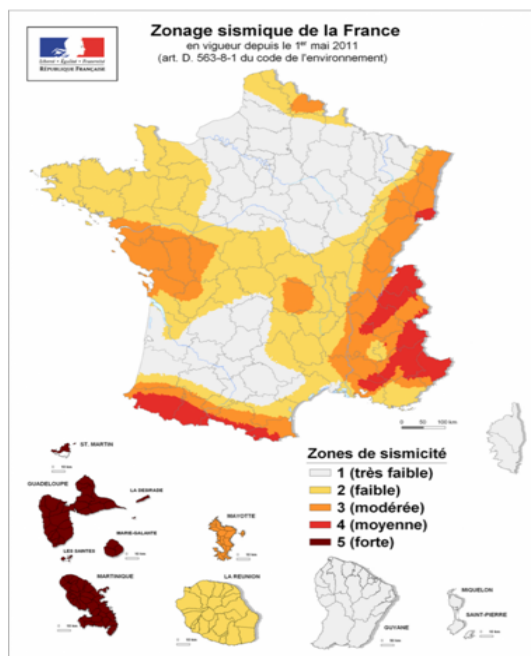 Liberté • Égalité • Fraternité
RÉPUBLIQUE FRANÇAISE
Zonage sismique de la France
en vigueur depuis le 1er mai 2011
(art. D. 563-8-1 du code de l'environnement)
0 50 100 km
Zones de sismicité
1 (très faible)
2 (faible)
3 (modérée)
4 (moyenne)
5 (forte)
ST. MARTIN
GUADELOUPE
LA DESIRADE
MARIE-GALANTE
LES SAINTES
MARTINIQUE
MAYOTTE
LA REUNION
GUYANE
MIQUELON
SAINT-PIERRE